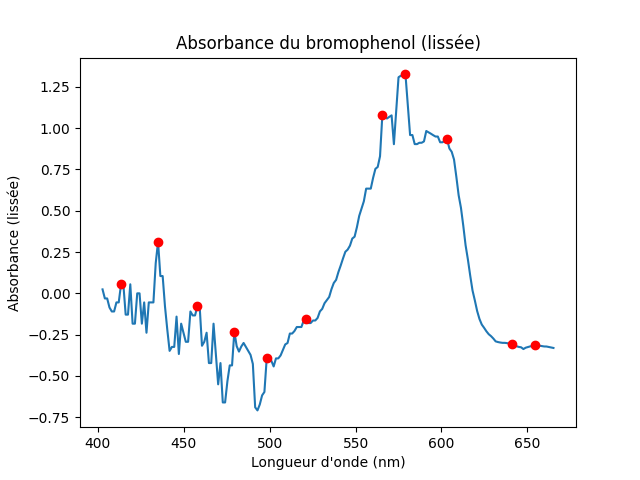 Absorbance du bromophenol (lissée)
1.25
1.00
0.75
0.50
0.25
0.00
−0.25
−0.50
−0.75
Absorbance (lissée)
400 450 500 550 600 650
Longueur d'onde (nm)